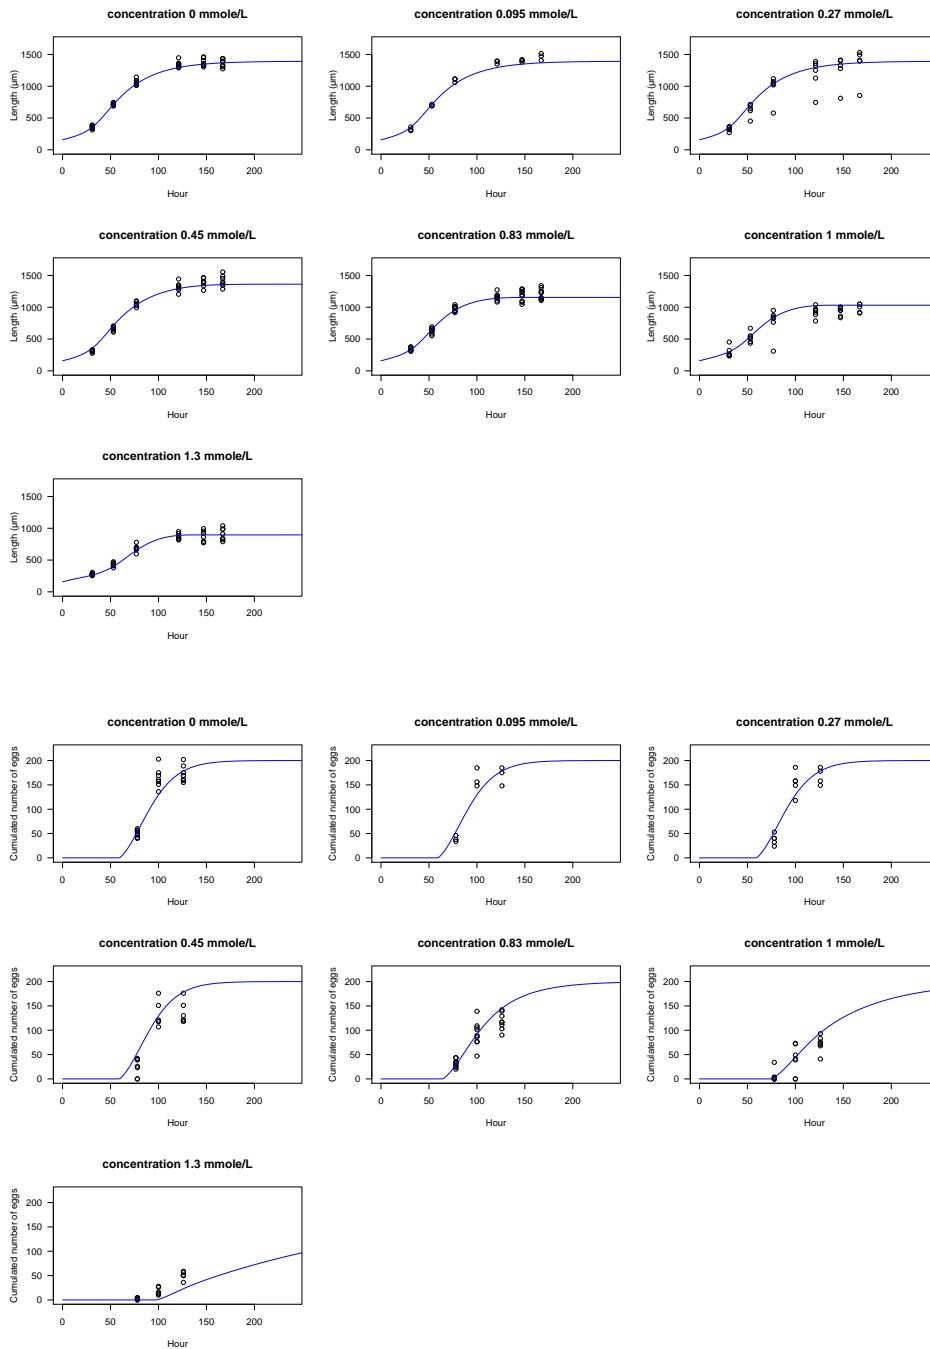 concentration 0 mmole/L
concentration 0.095 mmole/L
concentration 0.27 mmole/L
Length (µm)
1500
1000
500
0
0 50 100 150 200
Hour
Length (µm)
1500
1000
500
0
0 50 100 150 200
Hour
Length (µm)
1500
1000
500
0
0 50 100 150 200
Hour
concentration 0.45 mmole/L
concentration 0.83 mmole/L
concentration 1 mmole/L
Length (µm)
1500
1000
500
0
0 50 100 150 200
Hour
Length (µm)
1500
1000
500
0
0 50 100 150 200
Hour
Length (µm)
1500
1000
500
0
0 50 100 150 200
Hour
concentration 1.3 mmole/L
Length (µm)
1500
1000
500
0
0 50 100 150 200
Hour
concentration 0 mmole/L
concentration 0.095 mmole/L
concentration 0.27 mmole/L
Cumulated number of eggs
200
150
100
50
0
0 50 100 150 200
Hour
Cumulated number of eggs
200
150
100
50
0
0 50 100 150 200
Hour
Cumulated number of eggs
200
150
100
50
0
0 50 100 150 200
Hour
concentration 0.45 mmole/L
concentration 0.83 mmole/L
concentration 1 mmole/L
Cumulated number of eggs
200
150
100
50
0
0 50 100 150 200
Hour
Cumulated number of eggs
200
150
100
50
0
0 50 100 150 200
Hour
Cumulated number of eggs
200
150
100
50
0
0 50 100 150 200
Hour
concentration 1.3 mmole/L
Cumulated number of eggs
200
150
100
50
0
0 50 100 150 200
Hour